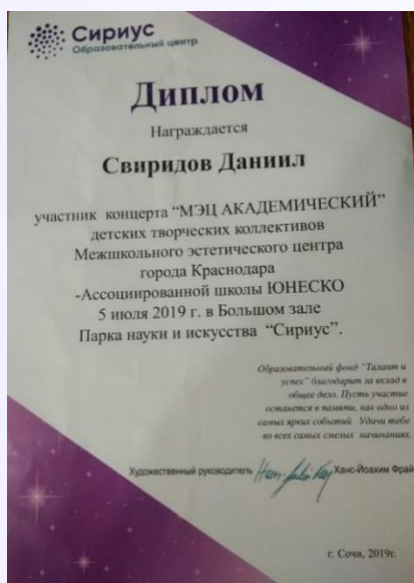 Сириус
Образовательный центр
Диплом
Награждается
Свиридов Даниил
участник концерта “МЭЦ АКАДЕМИЧЕСКИЙ”
детских творческих коллективов
Межшкольного эстетического центра
города Краснодара
-Ассоциированной школы ЮНЕСКО
5 июля 2019 г. в Большом зале
Парка науки и искусства “Сириус”.
Образовательный фонд “Талант и
успех” благодарит за вклад в
общее дело. Пусть участие
останется в памяти, как одно из
самых ярких событий. Удачи тебе
во всех самых смелых начинаниях.
Художественный руководитель Ханс-Йоахим Фрай
г. Сочи, 2019г.